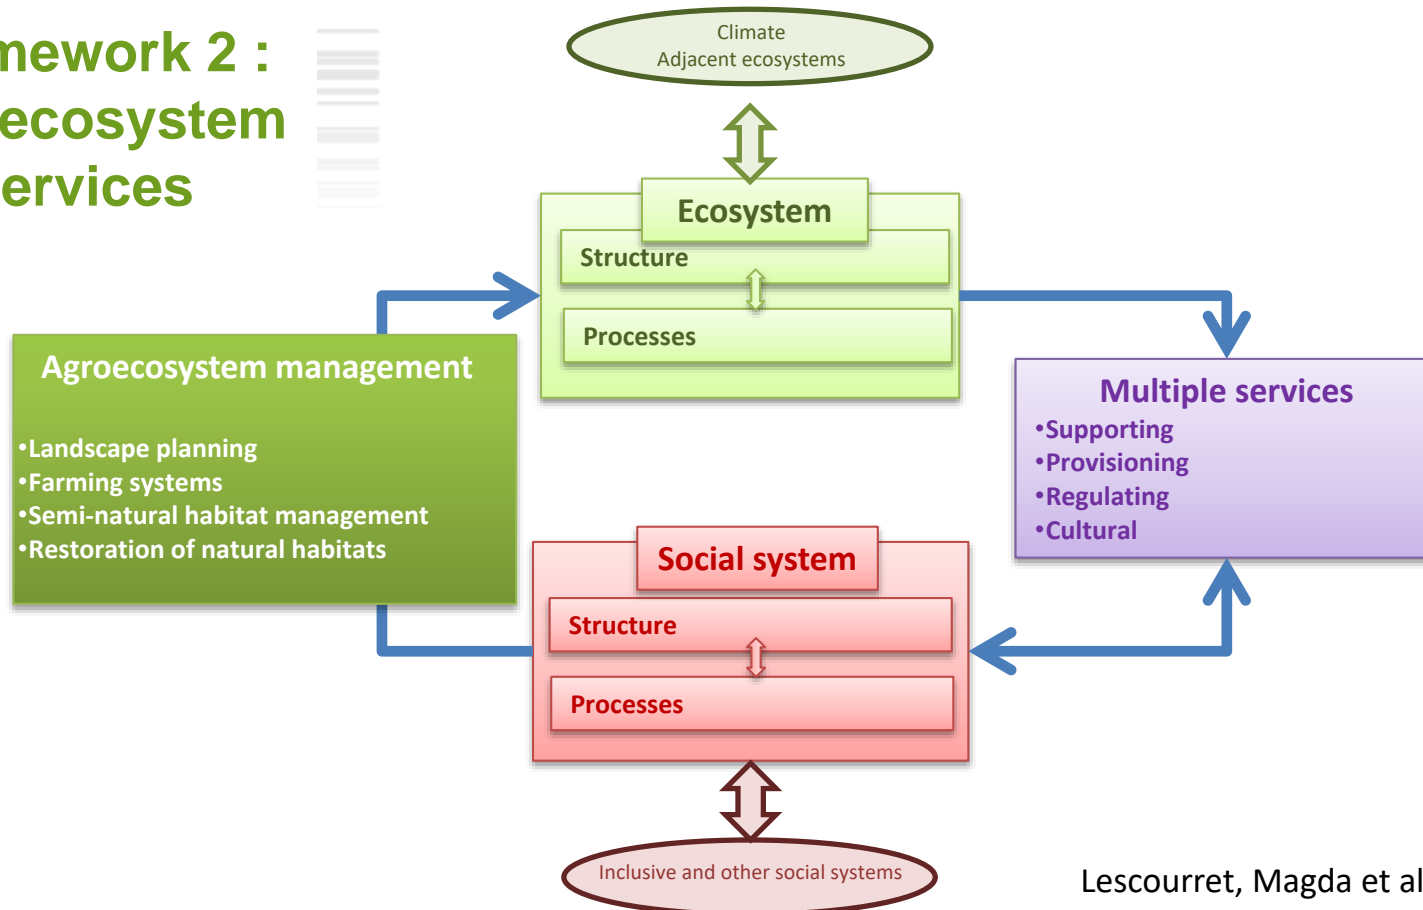 mework 2 :
ecosystem
ervices
Climate
Adjacent ecosystems
Ecosystem
Structure
Processes
Agroecosystem management
•Landscape planning
•Farming systems
•Semi-natural habitat management
•Restoration of natural habitats
Multiple services
•Supporting
•Provisioning
•Regulating
•Cultural
Social system
Structure
Processes
Inclusive and other social systems
Lescourret, Magda et al